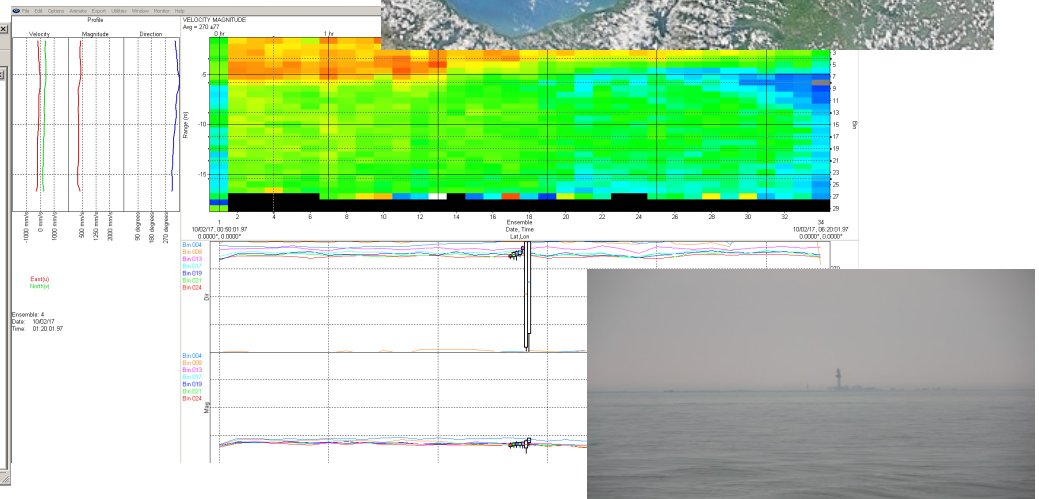 File Edit Options Animator Export Utilities Window Monitor Help
Profile
Velocity Magnitude Direction
-1000 mm/s
0 mm/s
1000 mm/s
500 mm/s
1250 mm/s
2000 mm/s
90 degrees
180 degrees
270 degrees
East(u)
North(v)
Ensemble: 4
Date: 10/02/17
Time: 01:20:01.97
VELOCITY MAGNITUDE
Avg = 270 ±77
0 hr 1 hr
Range (m)
-5
-10
-15
3
5
7
9
11
13
15
17
19
21
23
25
27
29
Bin
2 4 6 8 10 12 14 16 18 20 22 24 26 28 30 32
1 Ensemble 34
10/02/17, 00:50:01.97 Date, Time 10/02/17, 06:20:01.97
0.0000°, 0.0000° Lat,Lon 0.0000°, 0.0000°
Bin 004
Bin 008
Bin 013
Bin 017
Bin 019
Bin 021
Bin 024
Dir
270
Bin 004
Bin 008
Bin 013
Bin 017
Bin 019
Bin 021
Bin 024
Mag